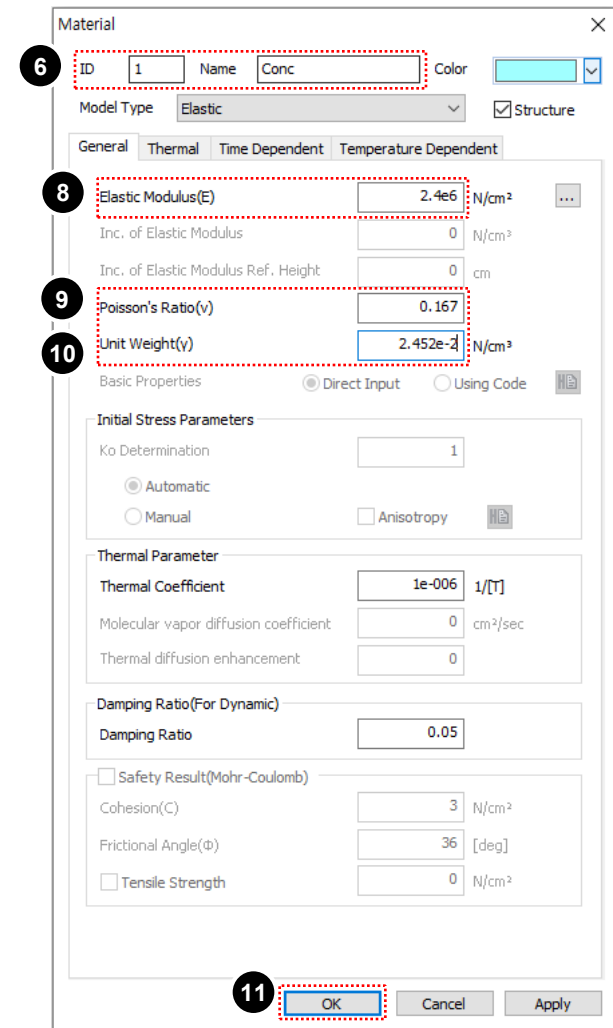 Material
6 ID 1 Name Conc Color
Model Type Elastic Structure
General Thermal Time Dependent Temperature Dependent
8 Elastic Modulus(E) 2.4e6 N/cm² ...
Inc. of Elastic Modulus 0 N/cm³
Inc. of Elastic Modulus Ref. Height 0 cm
9 Poisson's Ratio(ν) 0.167
10 Unit Weight(γ) 2.452e-2 N/cm³
Basic Properties Direct Input Using Code
Initial Stress Parameters
Ko Determination 1
Automatic
Manual Anisotropy
Thermal Parameter
Thermal Coefficient 1e-006 1/[T]
Molecular vapor diffusion coefficient 0 cm²/sec
Thermal diffusion enhancement 0
Damping Ratio(For Dynamic)
Damping Ratio 0.05
Safety Result(Mohr-Coulomb)
Cohesion(C) 3 N/cm²
Frictional Angle(Φ) 36 [deg]
Tensile Strength 0 N/cm²
11 OK Cancel Apply